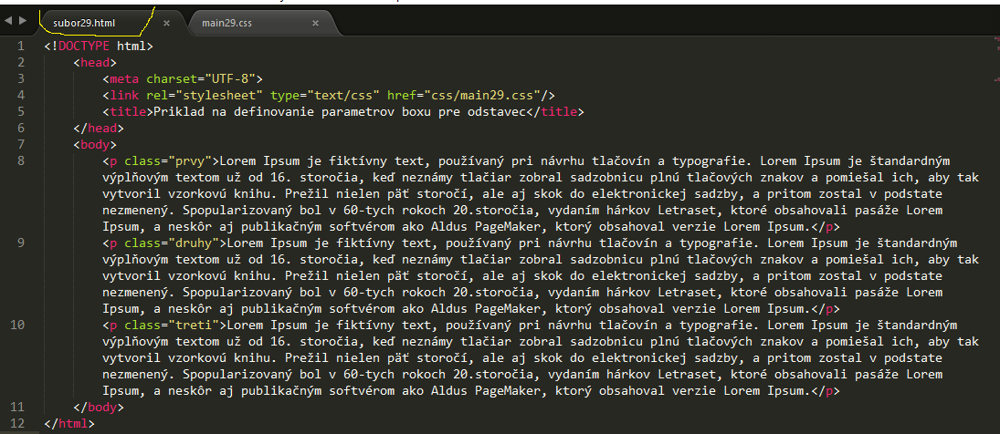 subor29.html × main29.css ×
1 <!DOCTYPE html>
2 <head>
3 <meta charset="UTF-8">
4 <link rel="stylesheet" type="text/css" href="css/main29.css"/>
5 <title>Priklad na definovanie parametrov boxu pre odstavec</title>
6 </head>
7 <body>
8 <p class="prvy">Lorem Ipsum je fiktívny text, používaný pri návrhu tlačovín a typografie. Lorem Ipsum je štandardným
výplňovým textom už od 16. storočia, keď neznámy tlačiar zobral sadzobnicu plnú tlačových znakov a pomiešal ich, aby tak
vytvoril vzorkovú knihu. Prežil nielen päť storočí, ale aj skok do elektronickej sadzby, a pritom zostal v podstate
nezmenený. Spopularizovaný bol v 60-tych rokoch 20.storočia, vydaním hárkov Letraset, ktoré obsahovali pasáže Lorem
Ipsum, a neskôr aj publikačným softvérom ako Aldus PageMaker, ktorý obsahoval verzie Lorem Ipsum.</p>
9 <p class="druhy">Lorem Ipsum je fiktívny text, používaný pri návrhu tlačovín a typografie. Lorem Ipsum je štandardným
výplňovým textom už od 16. storočia, keď neznámy tlačiar zobral sadzobnicu plnú tlačových znakov a pomiešal ich, aby tak
vytvoril vzorkovú knihu. Prežil nielen päť storočí, ale aj skok do elektronickej sadzby, a pritom zostal v podstate
nezmenený. Spopularizovaný bol v 60-tych rokoch 20.storočia, vydaním hárkov Letraset, ktoré obsahovali pasáže Lorem
Ipsum, a neskôr aj publikačným softvérom ako Aldus PageMaker, ktorý obsahoval verzie Lorem Ipsum.</p>
10 <p class="treti">Lorem Ipsum je fiktívny text, používaný pri návrhu tlačovín a typografie. Lorem Ipsum je štandardným
výplňovým textom už od 16. storočia, keď neznámy tlačiar zobral sadzobnicu plnú tlačových znakov a pomiešal ich, aby tak
vytvoril vzorkovú knihu. Prežil nielen päť storočí, ale aj skok do elektronickej sadzby, a pritom zostal v podstate
nezmenený. Spopularizovaný bol v 60-tych rokoch 20.storočia, vydaním hárkov Letraset, ktoré obsahovali pasáže Lorem
Ipsum, a neskôr aj publikačným softvérom ako Aldus PageMaker, ktorý obsahoval verzie Lorem Ipsum.</p>
11 </body>
12 </html>